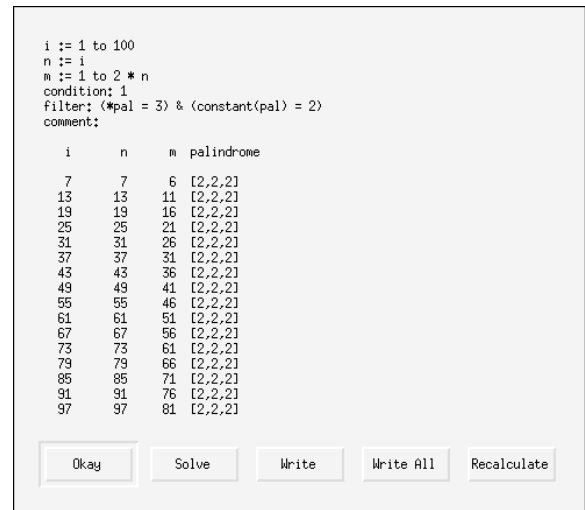 i := 1 to 100
n := i
m := 1 to 2 * n
condition: 1
filter: (*pal = 3) & (constant(pal) = 2)
comment:
i n m palindrome
7 7 6 [2,2,2]
13 13 11 [2,2,2]
19 19 16 [2,2,2]
25 25 21 [2,2,2]
31 31 26 [2,2,2]
37 37 31 [2,2,2]
43 43 36 [2,2,2]
49 49 41 [2,2,2]
55 55 46 [2,2,2]
61 61 51 [2,2,2]
67 67 56 [2,2,2]
73 73 61 [2,2,2]
79 79 66 [2,2,2]
85 85 71 [2,2,2]
91 91 76 [2,2,2]
97 97 81 [2,2,2]
Okay Solve Write Write All Recalculate